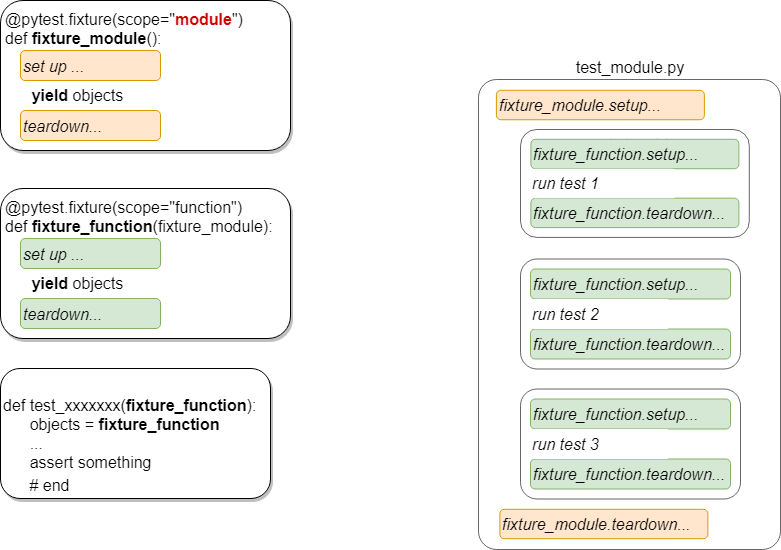 @pytest.fixture(scope="module")
def fixture_module():
set up ...
yield objects
teardown...
@pytest.fixture(scope="function")
def fixture_function(fixture_module):
set up ...
yield objects
teardown...
def test_xxxxxxx(fixture_function):
objects = fixture_function
...
assert something
# end
test_module.py
fixture_module.setup...
fixture_function.setup...
run test 1
fixture_function.teardown...
fixture_function.setup...
run test 2
fixture_function.teardown...
fixture_function.setup...
run test 3
fixture_function.teardown...
fixture_module.teardown...